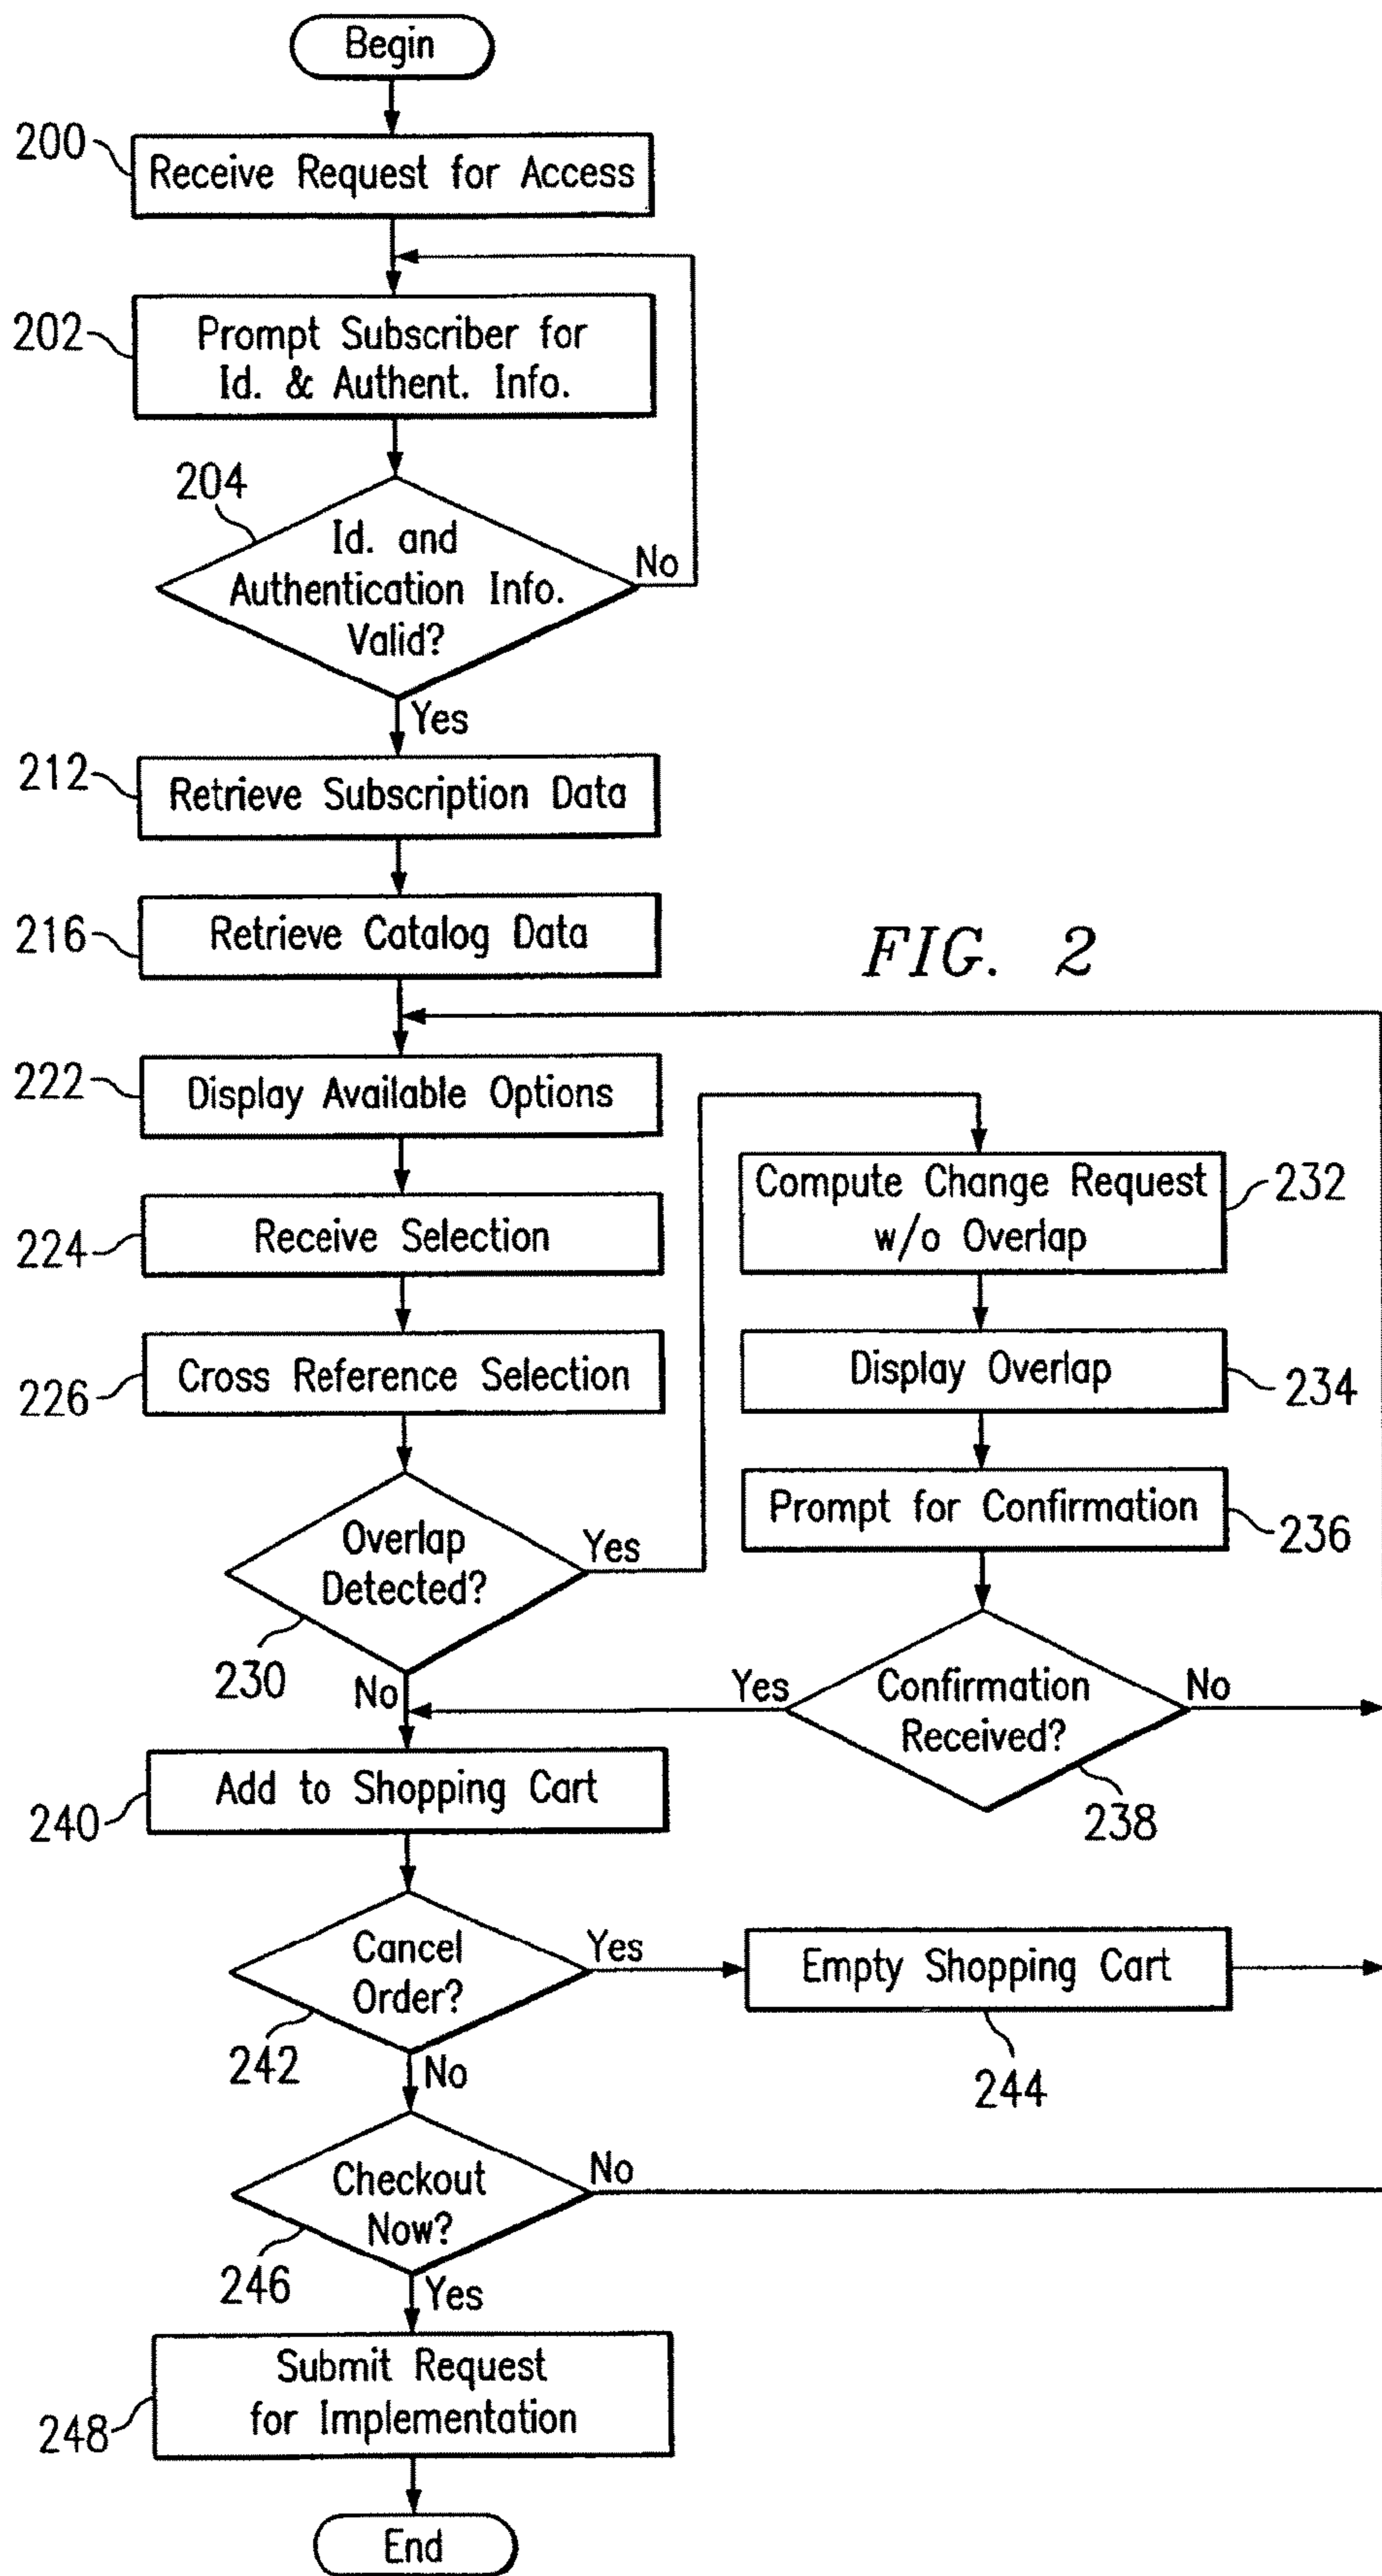 Begin
200
Receive Request for Access
202
Prompt Subscriber for
Id. & Authent. Info.
204
Id. and
Authentication Info.
Valid?
No
Yes
212
Retrieve Subscription Data
216
Retrieve Catalog Data
FIG. 2
222
Display Available Options
224
Receive Selection
226
Cross Reference Selection
Overlap
Detected?
230
Yes
No
Compute Change Request
w/o Overlap
232
Display Overlap
234
Prompt for Confirmation
236
Confirmation
Received?
238
Yes
No
240
Add to Shopping Cart
Cancel
Order?
242
Yes
Empty Shopping Cart
244
No
Checkout
Now?
246
No
Yes
248
Submit Request
for Implementation
End